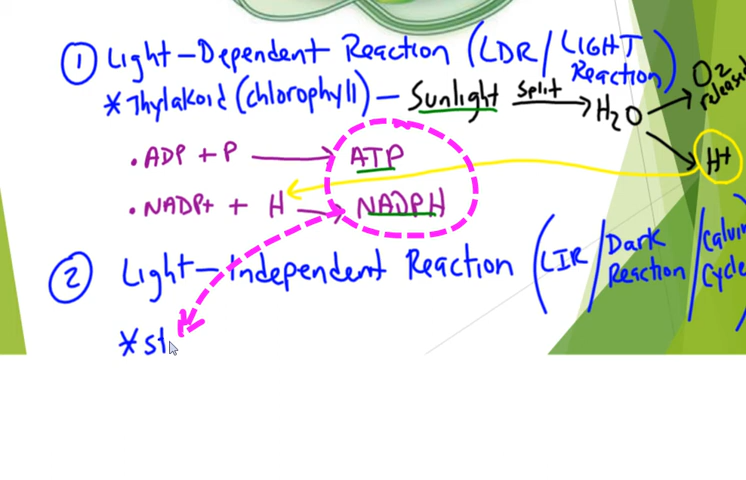 ① Light-Dependent Reaction (LDR/LIGHT Reaction)
*Thylakoid (chlorophyll) - Sunlight Split H2O O2 released
H+
• ADP + P ATP
• NADP+ + H NADPH
② Light-Independent Reaction (LIR/Dark Reaction/Calvin Cycle
*st